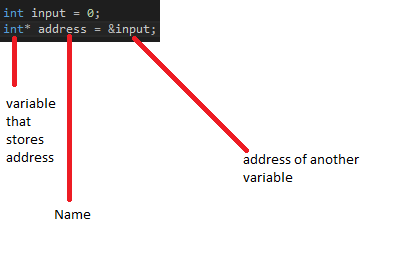 int input = 0;
int* address = &input;
variable
that
stores
address
Name
address of another
variable